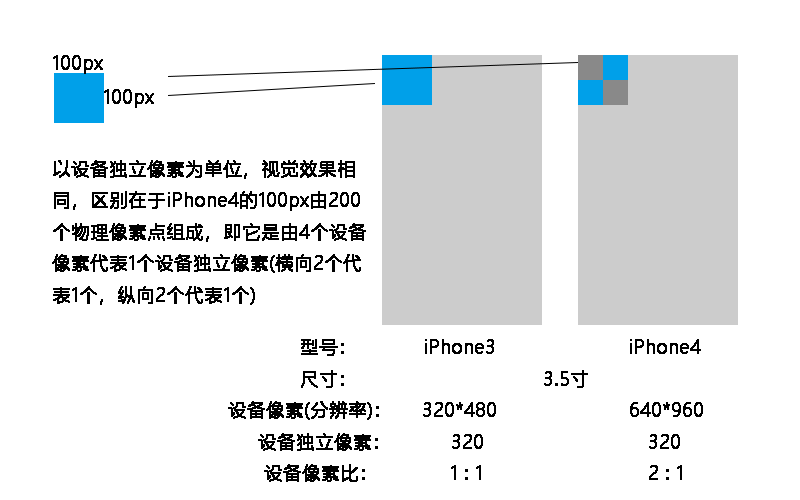 100px
100px
以设备独立像素为单位，视觉效果相
同，区别在于iPhone4的100px由200
个物理像素点组成，即它是由4个设备
像素代表1个设备独立像素(横向2个代
表1个，纵向2个代表1个)
型号： iPhone3 iPhone4
尺寸： 3.5寸
设备像素(分辨率)： 320*480 640*960
设备独立像素： 320 320
设备像素比： 1 : 1 2 : 1